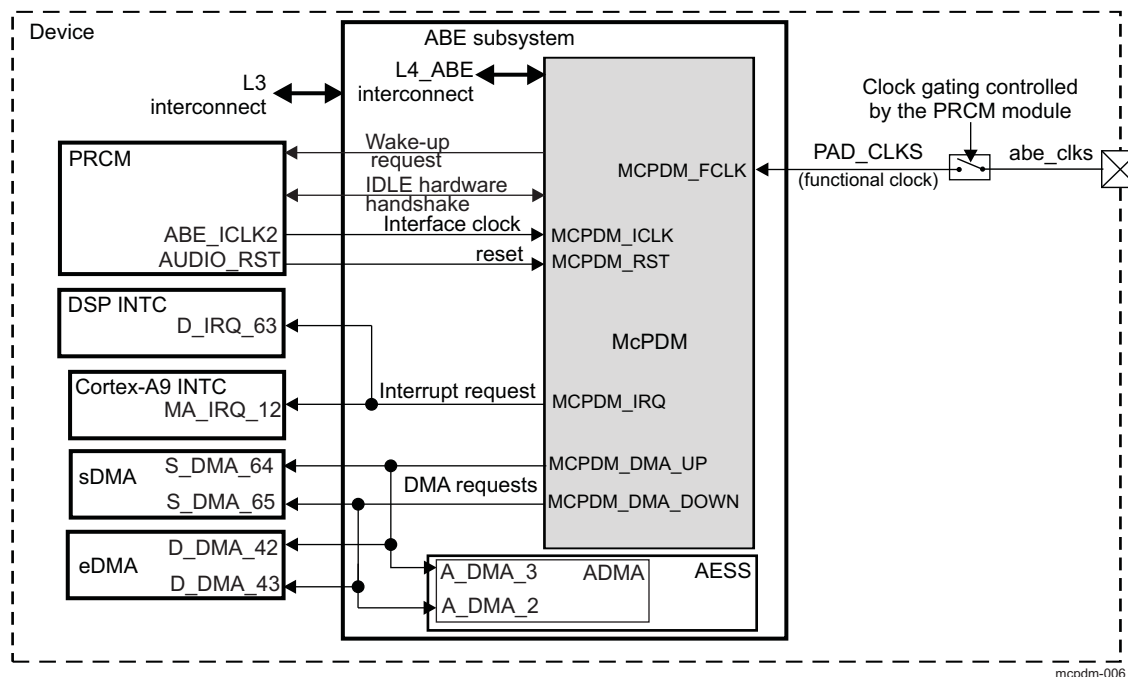 Device
ABE subsystem
L3
interconnect
L4_ABE
interconnect
Clock gating controlled
by the PRCM module
PRCM
Wake-up
request
MCPDM_FCLK
PAD_CLKS
(functional clock)
abe_clks
IDLE hardware
handshake
Interface clock
ABE_ICLK2
MCPDM_ICLK
AUDIO_RST
reset
MCPDM_RST
DSP INTC
D_IRQ_63
McPDM
Cortex-A9 INTC
MA_IRQ_12
Interrupt request
MCPDM_IRQ
sDMA
S_DMA_64
MCPDM_DMA_UP
DMA requests
S_DMA_65
MCPDM_DMA_DOWN
eDMA
D_DMA_42
D_DMA_43
A_DMA_3
ADMA
AESS
A_DMA_2
mcpdm-006